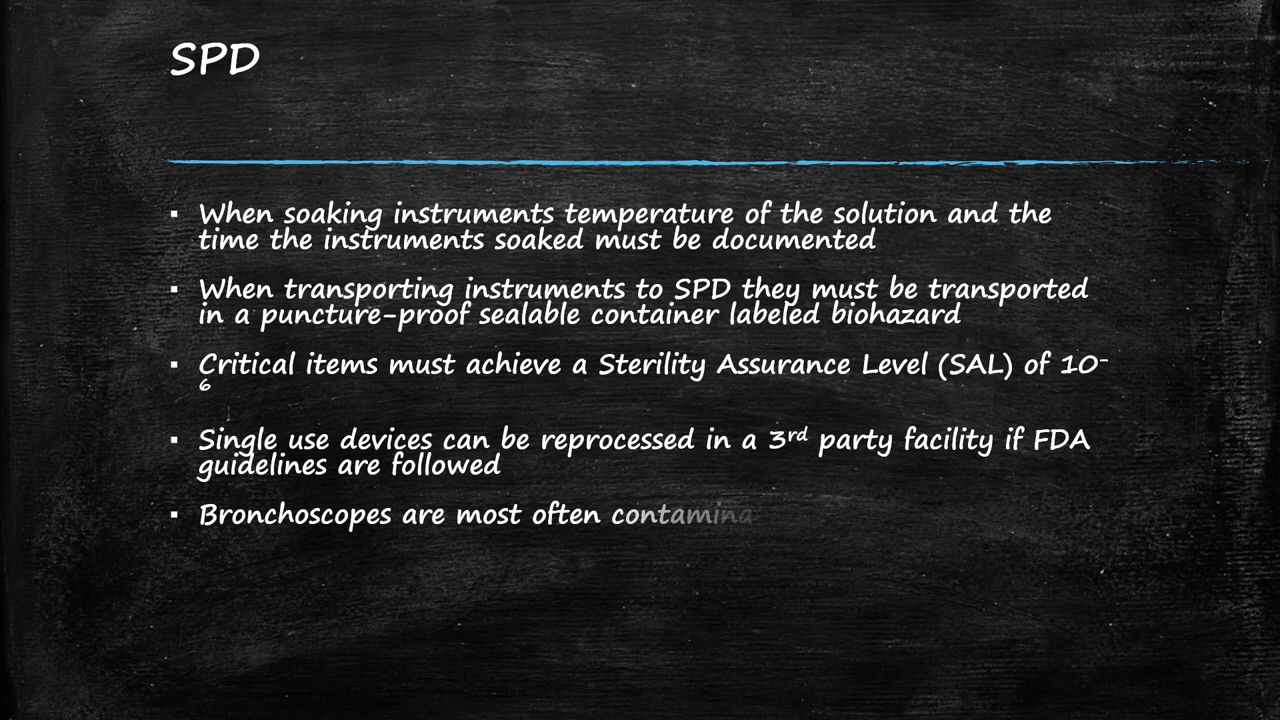 SPD
▪ When soaking instruments temperature of the solution and the
time the instruments soaked must be documented
▪ When transporting instruments to SPD they must be transported
in a puncture-proof sealable container labeled biohazard
▪ Critical items must achieve a Sterility Assurance Level (SAL) of 10-
6
▪ Single use devices can be reprocessed in a 3rd party facility if FDA
guidelines are followed
▪ Bronchoscopes are most often contamina